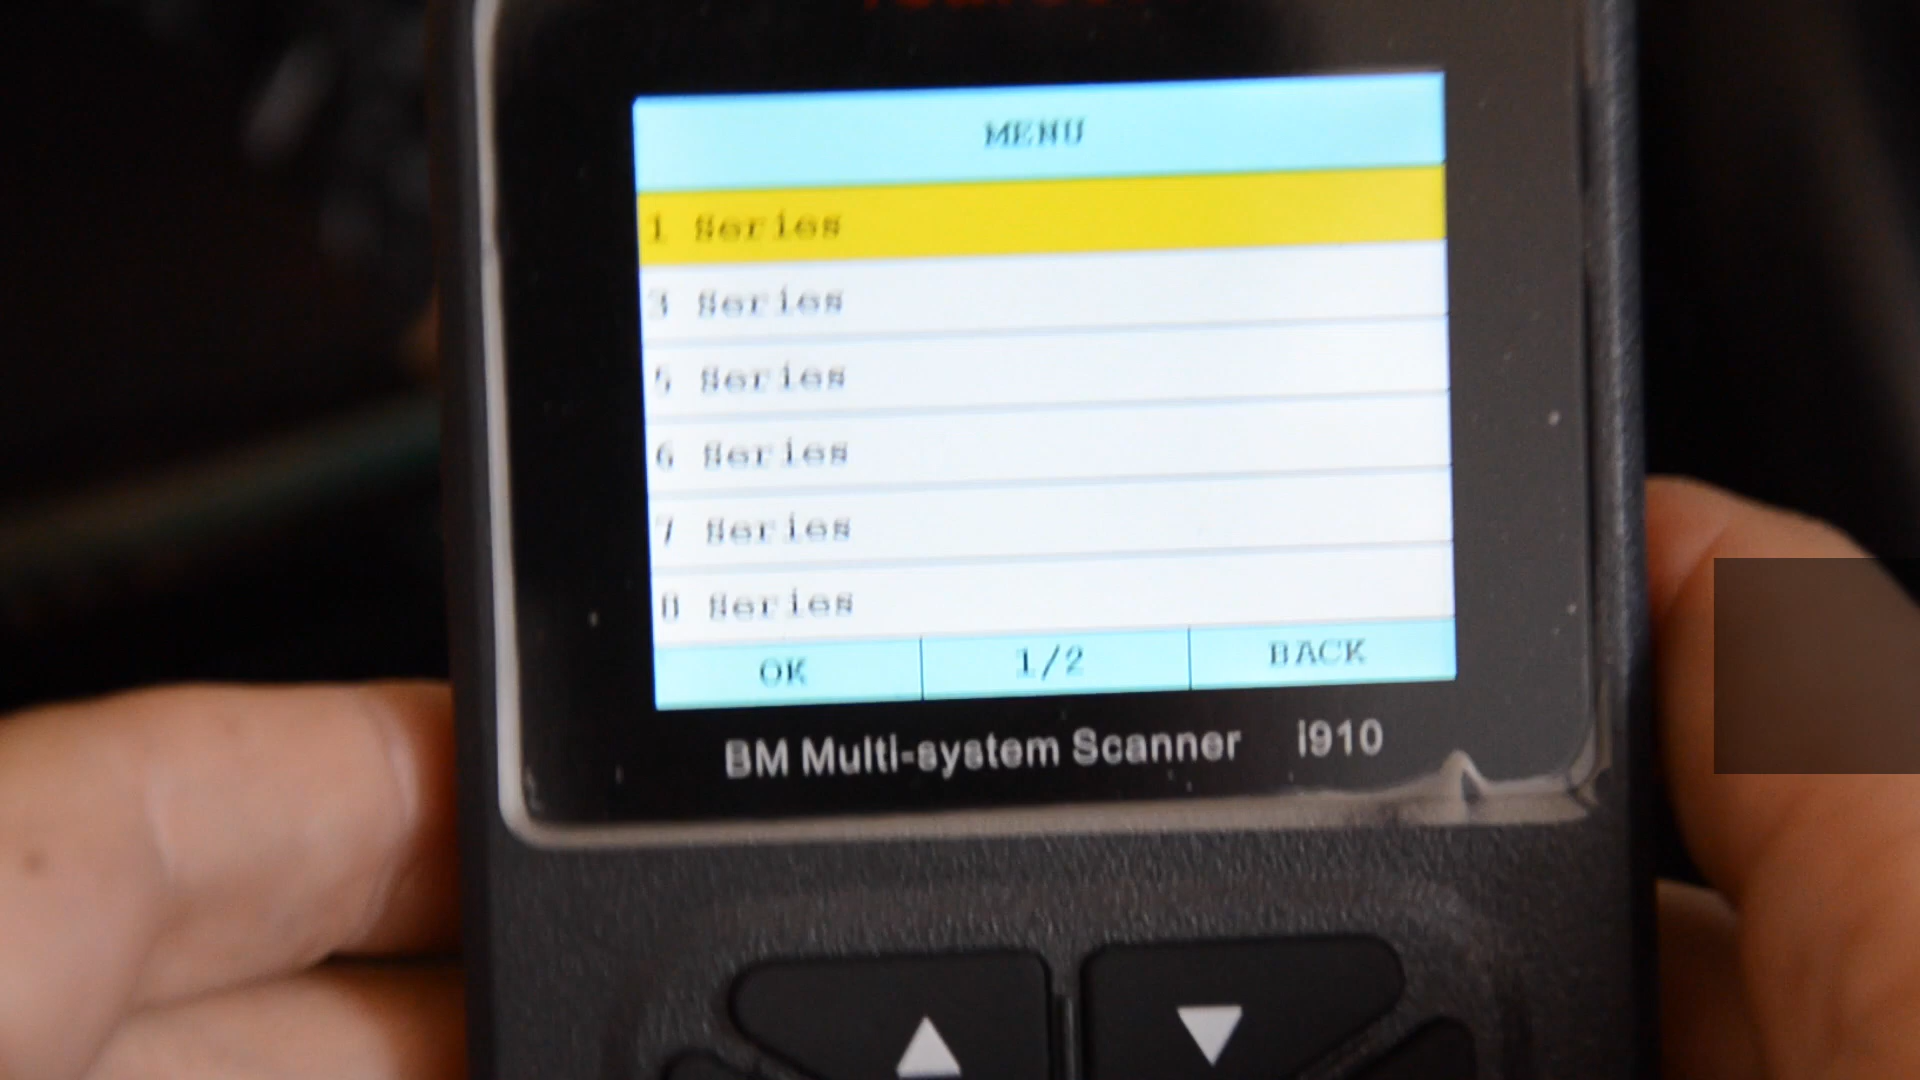 MENU
1 Series
3 Series
5 Series
6 Series
7 Series
8 Series
OK 1/2 BACK
BM Multi-system Scanner i910